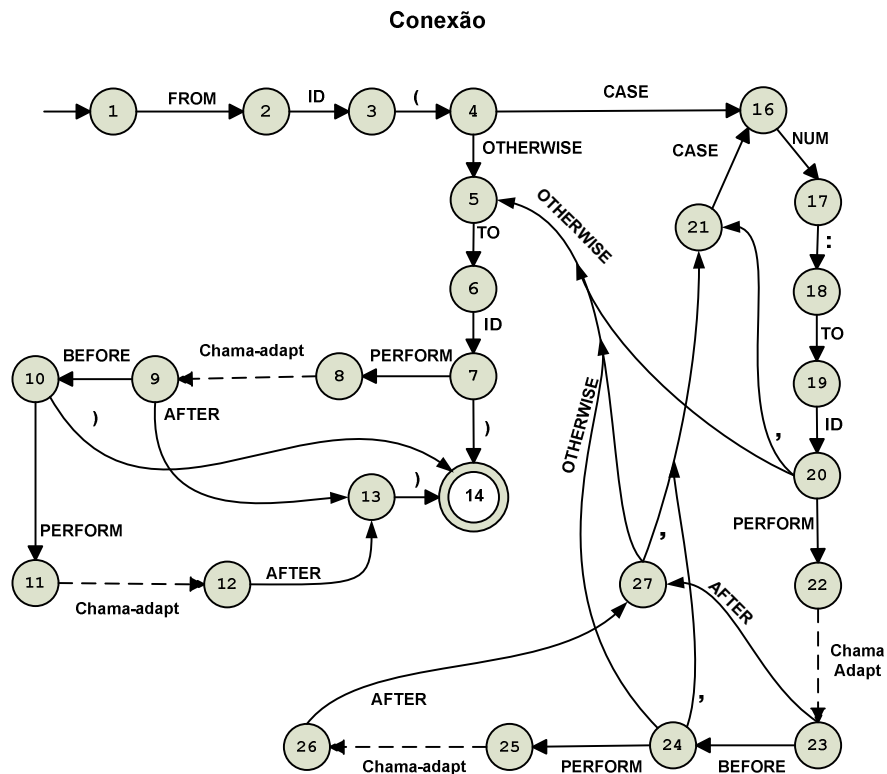 Conexão
1 FROM 2 ID 3 ( 4 CASE 16
OTHERWISE
CASE
NUM
5
OTHERWISE
21
17
TO
:
6
18
ID
TO
10 BEFORE 9 Chama-adapt 8 PERFORM 7
19
)
AFTER
)
ID
OTHERWISE
,
20
13 ) 14
PERFORM
PERFORM
,
11
Chama-adapt
12 AFTER
27
AFTER
22
Chama
Adapt
AFTER
,
26
Chama-adapt
25
PERFORM
24
BEFORE
23